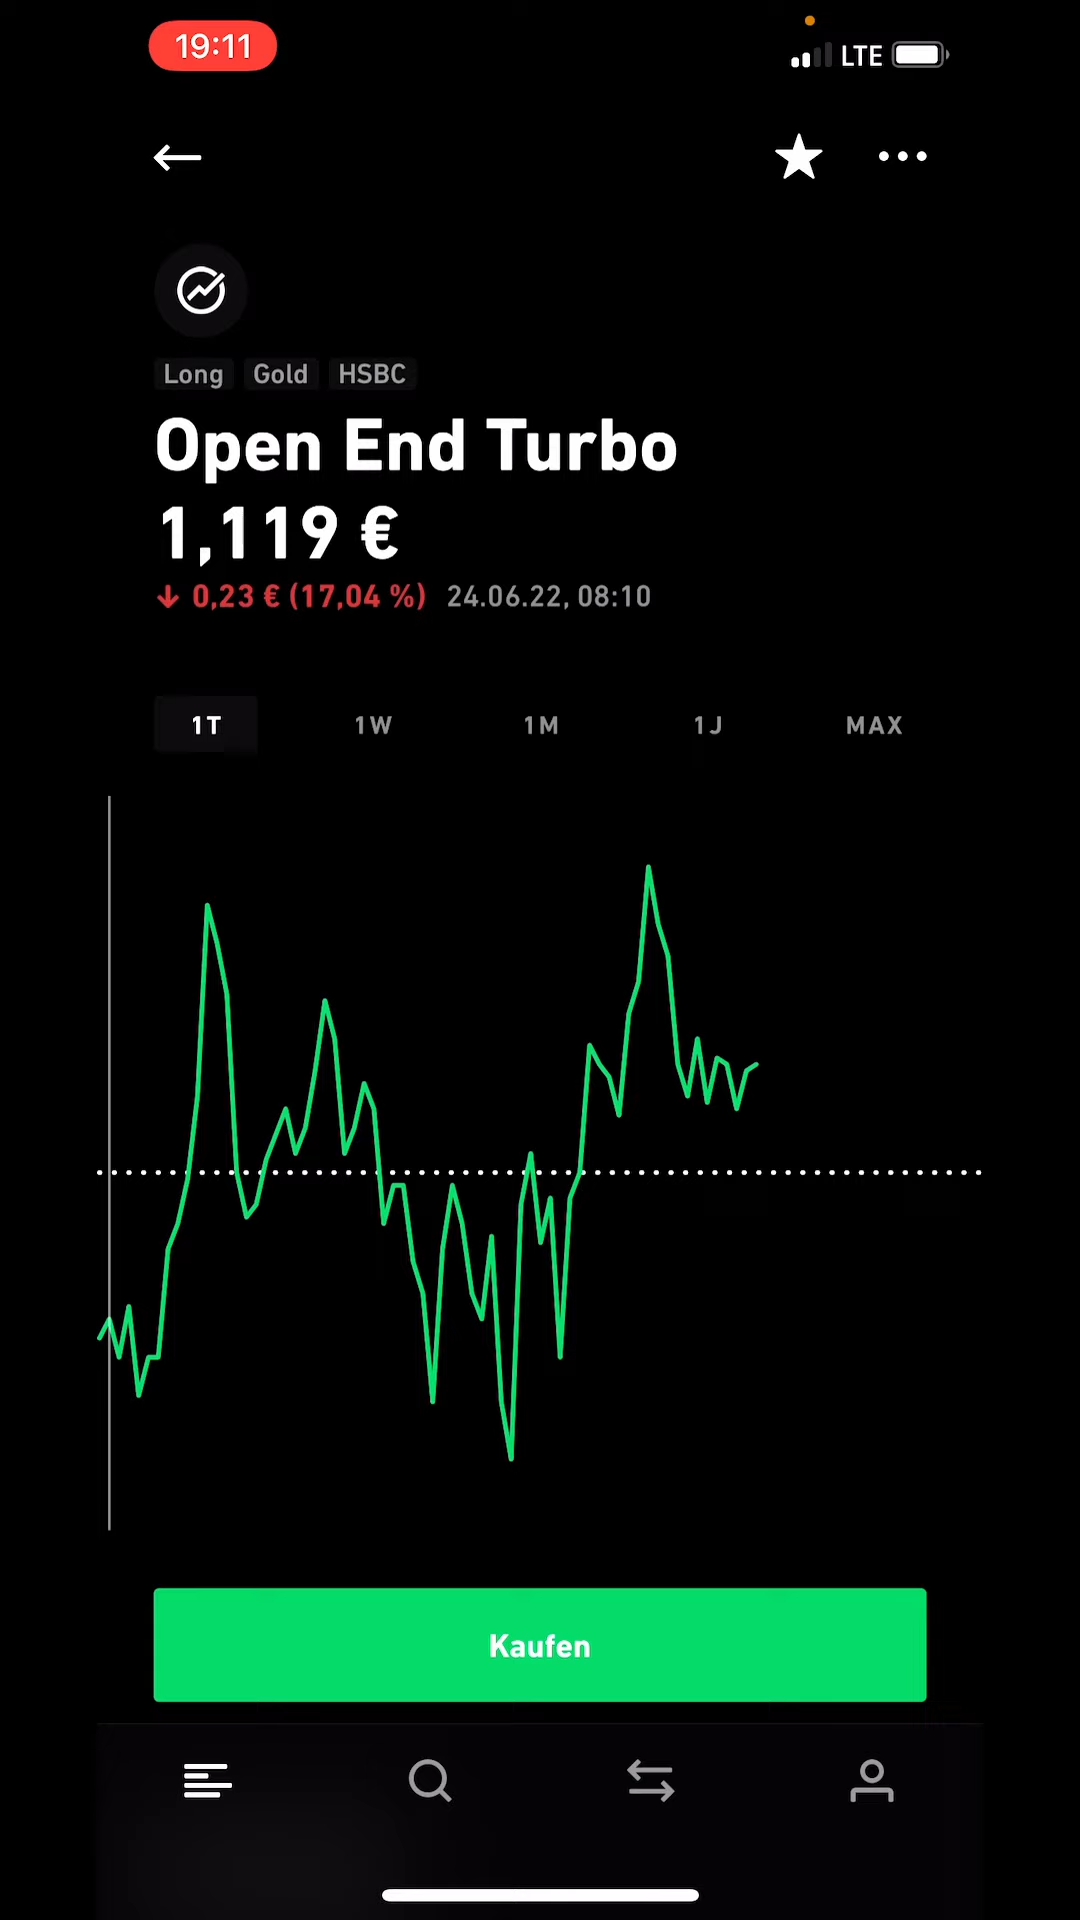 19:11
LTE
Long Gold HSBC
Open End Turbo
1,119 €
↓ 0,23 € (17,04 %) 24.06.22, 08:10
1T 1W 1M 1J MAX
Kaufen